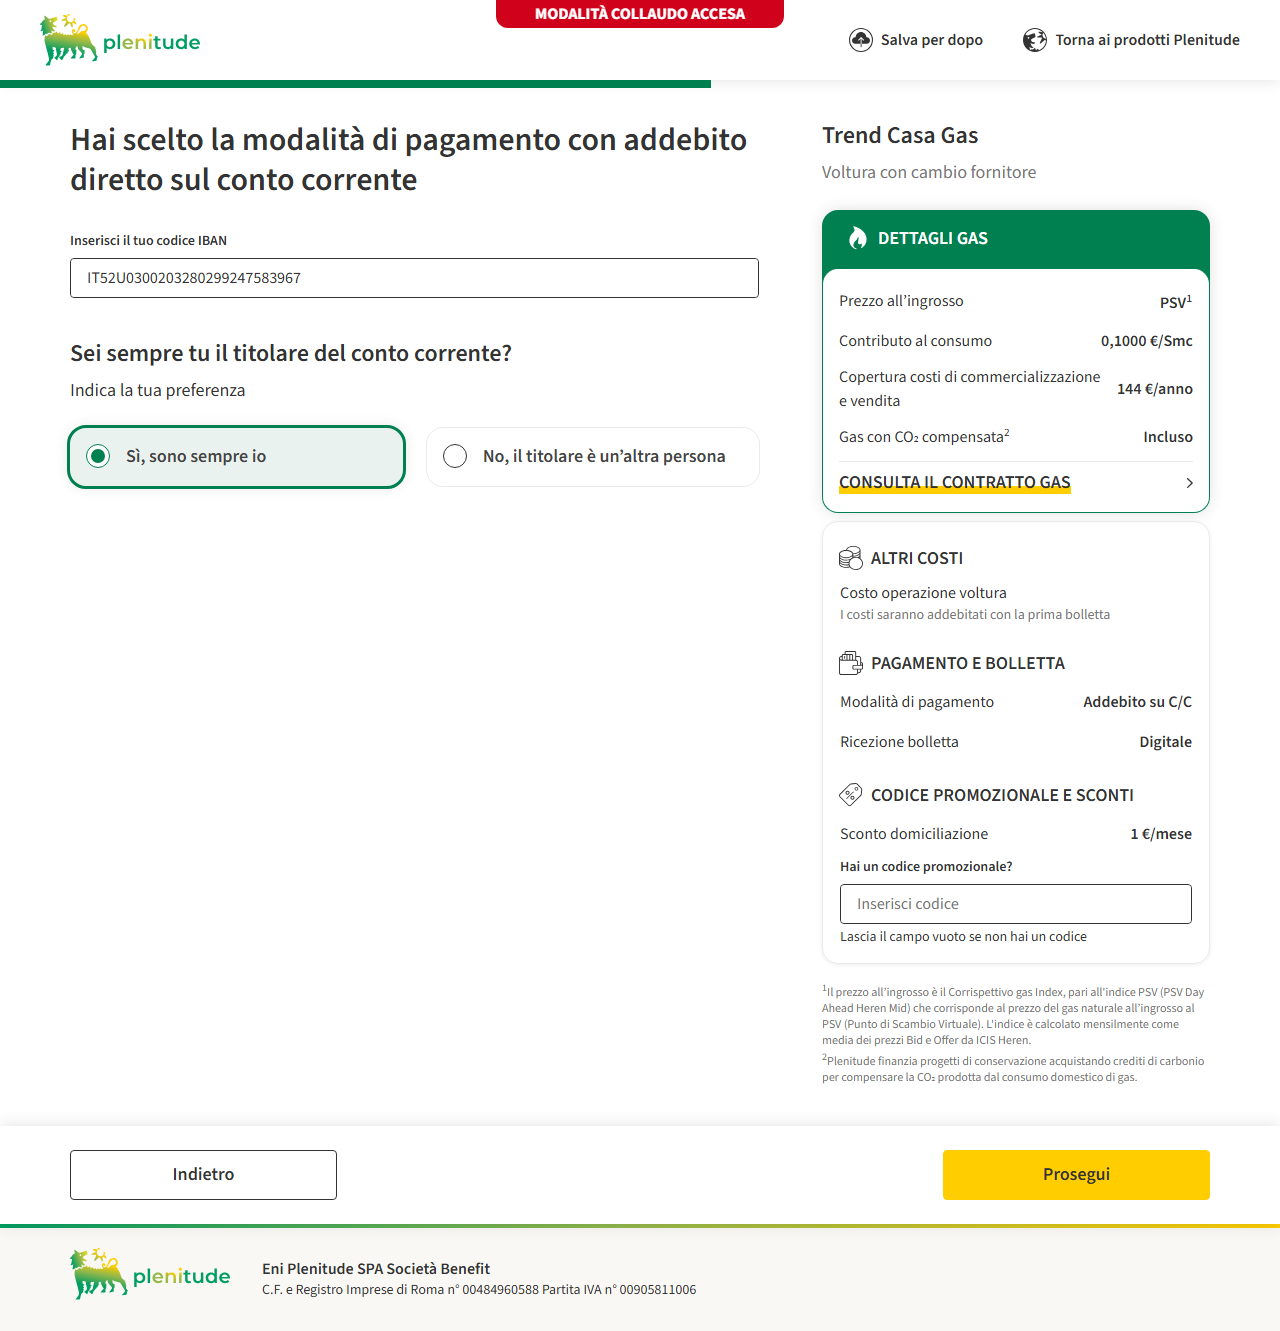 MODALITÀ COLLAUDO ACCESA
plenitude
Salva per dopo
Torna ai prodotti Plenitude
Hai scelto la modalità di pagamento con addebito
diretto sul conto corrente
Inserisci il tuo codice IBAN
IT52U0300203280299247583967
Sei sempre tu il titolare del conto corrente?
Indica la tua preferenza
Sì, sono sempre io
No, il titolare è un’altra persona
Trend Casa Gas
Voltura con cambio fornitore
DETTAGLI GAS
Prezzo all’ingrosso PSV¹
Contributo al consumo 0,1000 €/Smc
Copertura costi di commercializzazione
e vendita 144 €/anno
Gas con CO₂ compensata² Incluso
CONSULTA IL CONTRATTO GAS
ALTRI COSTI
Costo operazione voltura
I costi saranno addebitati con la prima bolletta
PAGAMENTO E BOLLETTA
Modalità di pagamento Addebito su C/C
Ricezione bolletta Digitale
CODICE PROMOZIONALE E SCONTI
Sconto domiciliazione 1 €/mese
Hai un codice promozionale?
Inserisci codice
Lascia il campo vuoto se non hai un codice
¹Il prezzo all’ingrosso è il Corrispettivo gas Index, pari all'indice PSV (PSV Day
Ahead Heren Mid) che corrisponde al prezzo del gas naturale all’ingrosso al
PSV (Punto di Scambio Virtuale). L'indice è calcolato mensilmente come
media dei prezzi Bid e Offer da ICIS Heren.
²Plenitude finanzia progetti di conservazione acquistando crediti di carbonio
per compensare la CO₂ prodotta dal consumo domestico di gas.
Indietro
Prosegui
plenitude
Eni Plenitude SPA Società Benefit
C.F. e Registro Imprese di Roma n° 00484960588 Partita IVA n° 00905811006